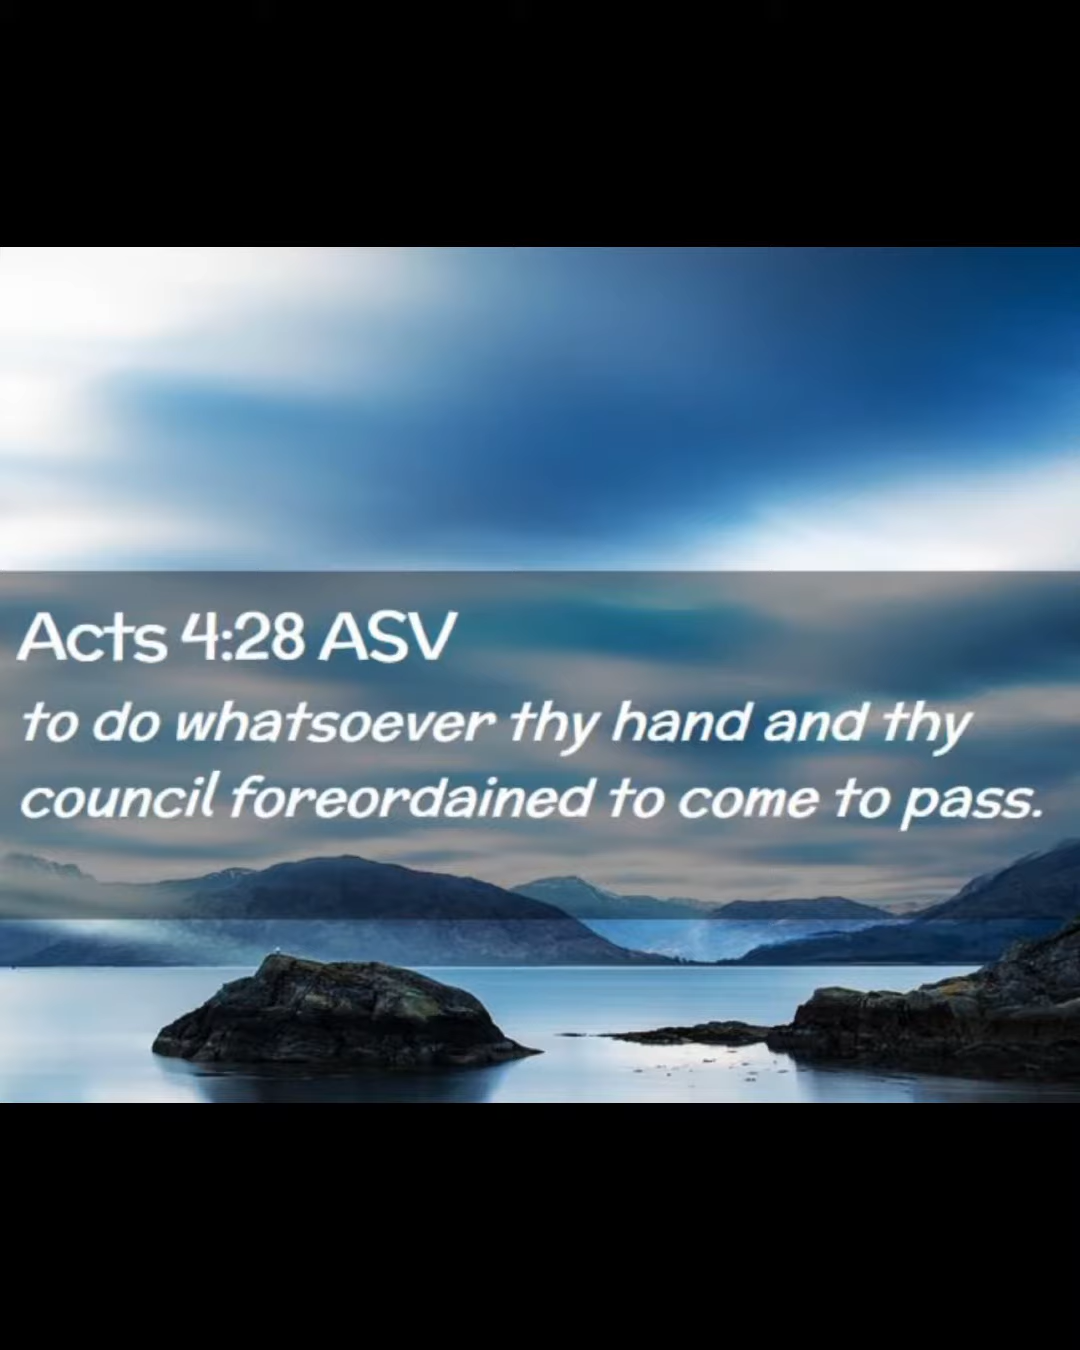 Acts 4:28 ASV
to do whatsoever thy hand and thy
council foreordained to come to pass.